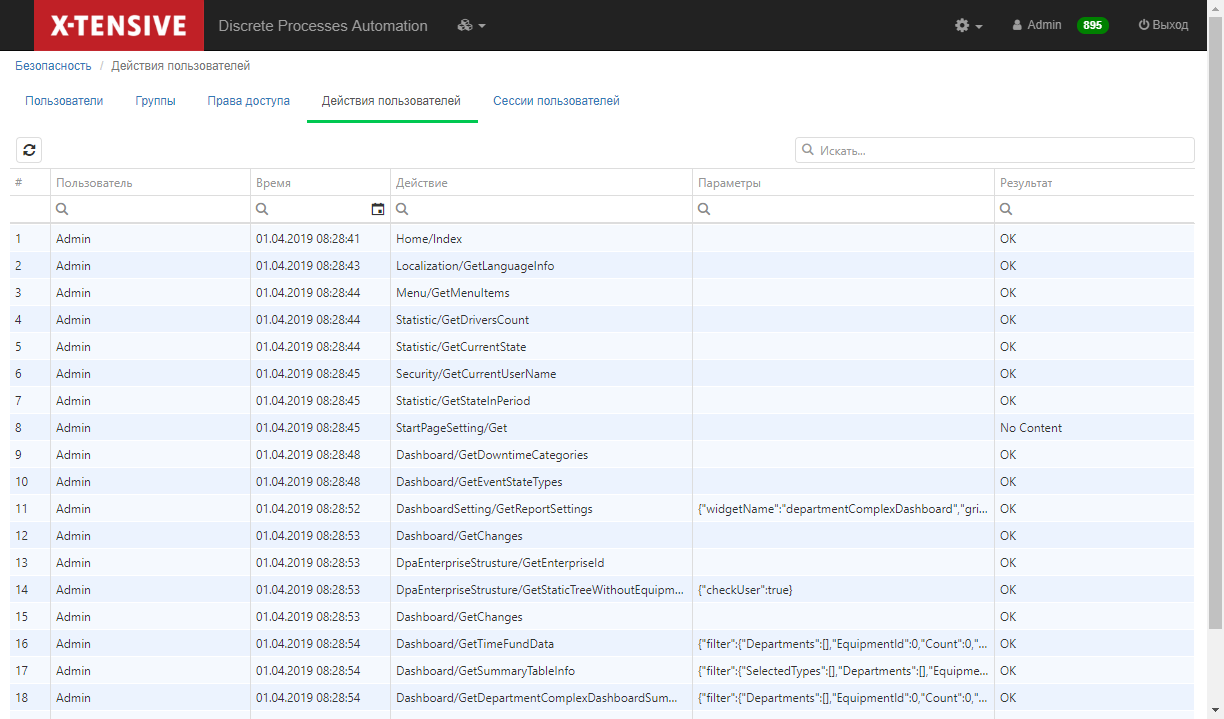 X-TENSIVE Discrete Processes Automation Admin 895 Выход
Безопасность / Действия пользователей
Пользователи Группы Права доступа Действия пользователей Сессии пользователей
Искать...
# Пользователь Время Действие Параметры Результат
1 Admin 01.04.2019 08:28:41 Home/Index OK
2 Admin 01.04.2019 08:28:43 Localization/GetLanguageInfo OK
3 Admin 01.04.2019 08:28:44 Menu/GetMenuItems OK
4 Admin 01.04.2019 08:28:44 Statistic/GetDriversCount OK
5 Admin 01.04.2019 08:28:44 Statistic/GetCurrentState OK
6 Admin 01.04.2019 08:28:45 Security/GetCurrentUserName OK
7 Admin 01.04.2019 08:28:45 Statistic/GetStateInPeriod OK
8 Admin 01.04.2019 08:28:45 StartPageSetting/Get No Content
9 Admin 01.04.2019 08:28:48 Dashboard/GetDowntimeCategories OK
10 Admin 01.04.2019 08:28:48 Dashboard/GetEventStateTypes OK
11 Admin 01.04.2019 08:28:52 DashboardSetting/GetReportSettings {"widgetName":"departmentComplexDashboard","gri... OK
12 Admin 01.04.2019 08:28:53 Dashboard/GetChanges OK
13 Admin 01.04.2019 08:28:53 DpaEnterpriseStrusture/GetEnterpriseId OK
14 Admin 01.04.2019 08:28:53 DpaEnterpriseStrusture/GetStaticTreeWithoutEquipm... {"checkUser":true} OK
15 Admin 01.04.2019 08:28:53 Dashboard/GetChanges OK
16 Admin 01.04.2019 08:28:54 Dashboard/GetTimeFundData {"filter":{"Departments":[],"EquipmentId":0,"Count":0,"... OK
17 Admin 01.04.2019 08:28:54 Dashboard/GetSummaryTableInfo {"filter":{"SelectedTypes":[],"Departments":[],"Equipme... OK
18 Admin 01.04.2019 08:28:54 Dashboard/GetDepartmentComplexDashboardSum... {"filter":{"Departments":[],"EquipmentId":0,"Count":0,"... OK